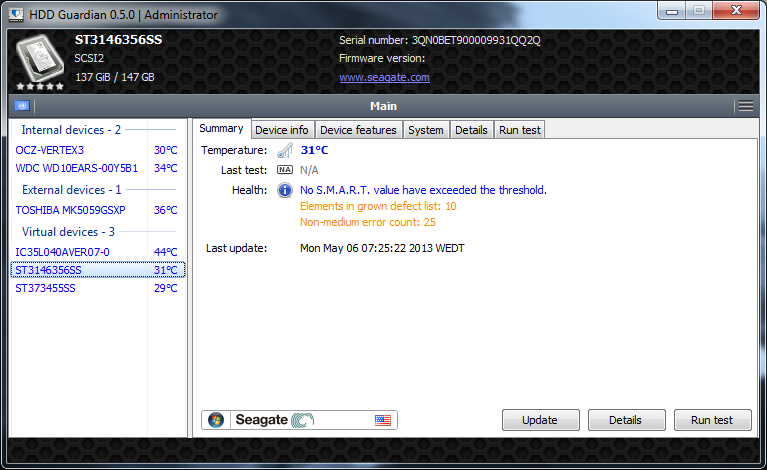 HDD Guardian 0.5.0 | Administrator
ST3146356SS
SCSI2
137 GiB / 147 GB
Serial number: 3QN0BET900009931QQ2Q
Firmware version:
www.seagate.com
Main
Internal devices - 2
OCZ-VERTEX3 30°C
WDC WD10EARS-00Y5B1 34°C
External devices - 1
TOSHIBA MK5059GSXP 36°C
Virtual devices - 3
IC35L040AVER07-0 44°C
ST3146356SS 31°C
ST373455SS 29°C
Summary Device info Device features System Details Run test
Temperature: 31°C
Last test: NA N/A
Health: No S.M.A.R.T. value have exceeded the threshold.
Elements in grown defect list: 10
Non-medium error count: 25
Last update: Mon May 06 07:25:22 2013 WEDT
Seagate
Update Details Run test